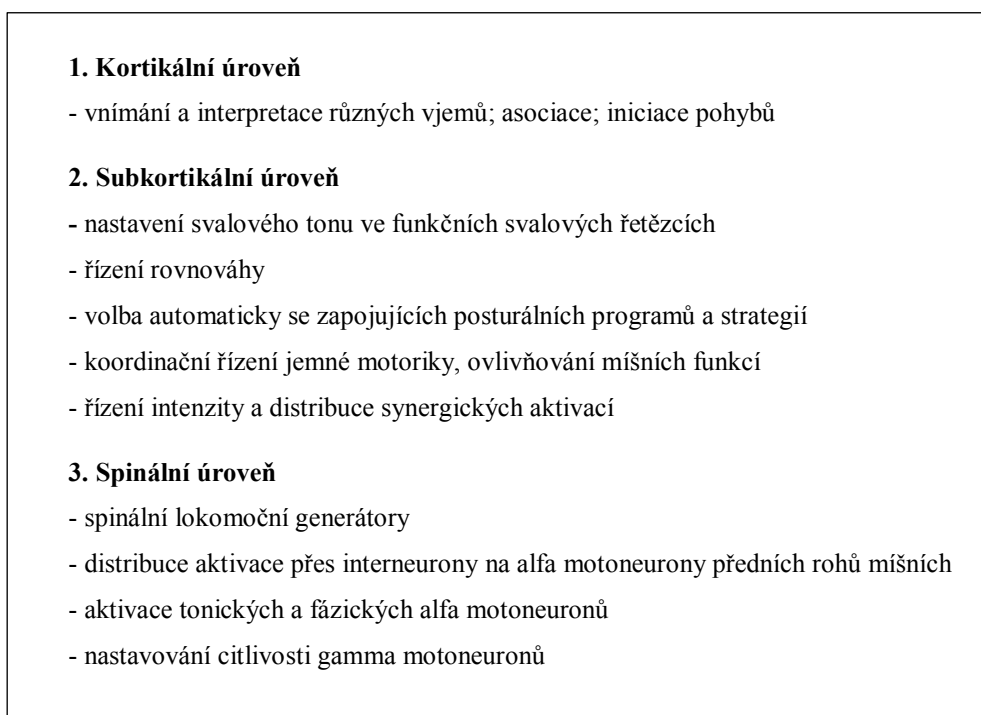 1. Kortikální úroveň
- vnímání a interpretace různých vjemů; asociace; iniciace pohybů
2. Subkortikální úroveň
- nastavení svalového tonu ve funkčních svalových řetězcích
- řízení rovnováhy
- volba automaticky se zapojujících posturálních programů a strategií
- koordinační řízení jemné motoriky, ovlivňování míšních funkcí
- řízení intenzity a distribuce synergických aktivací
3. Spinální úroveň
- spinální lokomoční generátory
- distribuce aktivace přes interneurony na alfa motoneurony předních rohů míšních
- aktivace tonických a fázických alfa motoneuronů
- nastavování citlivosti gamma motoneuronů